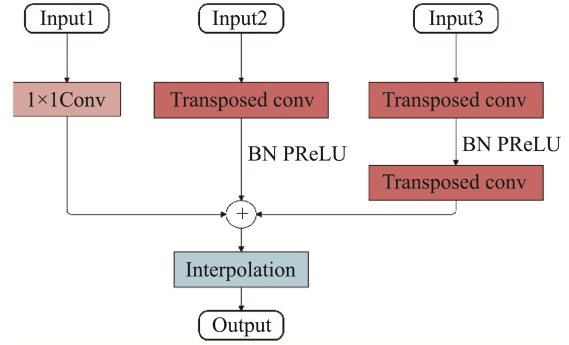 Input1
Input2
Input3
1×1Conv
Transposed conv
Transposed conv
BN PReLU
BN PReLU
Transposed conv
+
Interpolation
Output